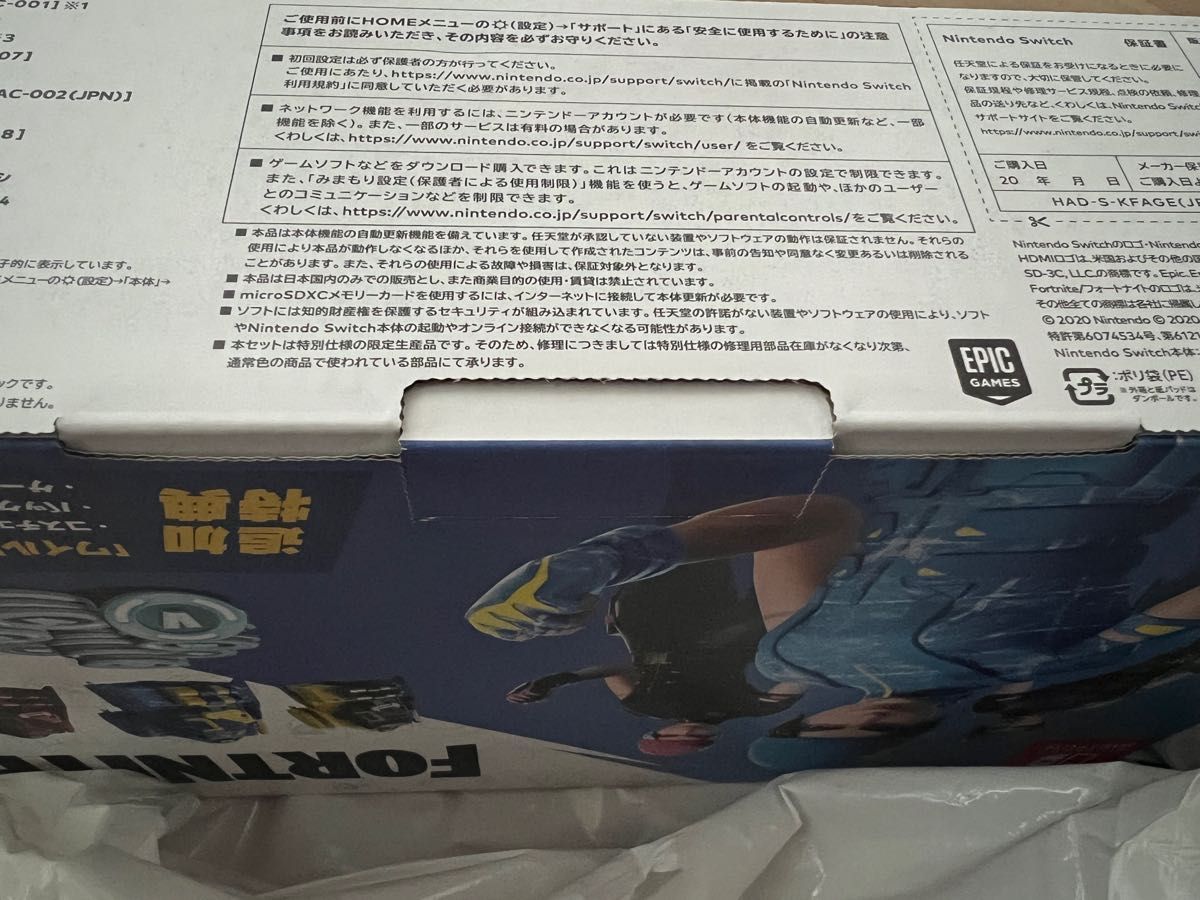 C-001] ※1
07]
AC-002(JPN)]
8]
ン
4
子的に表示しています。
メニューの(設定)→「本体」→
ックです。
りません。
ご使用前にHOMEメニューの(設定)→「サポート」にある「安全に使用するために」の注意
事項をお読みいただき、その内容を必ずお守りください。
■ 初回設定は必ず保護者の方が行ってください。
ご使用にあたり、https://www.nintendo.co.jp/support/switch/に掲載の「Nintendo Switch
利用規約」に同意していただく必要があります。
■ ネットワーク機能を利用するには、ニンテンドーアカウントが必要です(本体機能の自動更新など、一部
機能を除く)。また、一部のサービスは有料の場合があります。
くわしくは、https://www.nintendo.co.jp/support/switch/user/ をご覧ください。
■ ゲームソフトなどをダウンロード購入できます。これはニンテンドーアカウントの設定で制限できます。
また、「みまもり設定(保護者による使用制限)」機能を使うと、ゲームソフトの起動や、ほかのユーザー
とのコミュニケーションなどを制限できます。
くわしくは、https://www.nintendo.co.jp/support/switch/parentalcontrols/をご覧ください。
■ 本品は本体機能の自動更新機能を備えています。任天堂が承認していない装置やソフトウェアの動作は保証されません。それらの
使用により本品が動作しなくなるほか、それらを使用して作成されたコンテンツは、事前の告知や同意なく変更あるいは削除される
ことがあります。また、それらの使用による故障や損害は、保証対象外となります。
■ 本品は日本国内のみでの販売とし、また商業目的の使用・賃貸は禁止されています。
■ microSDXCメモリーカードを使用するには、インターネットに接続して本体更新が必要です。
■ ソフトには知的財産権を保護するセキュリティが組み込まれています。任天堂の許諾がない装置やソフトウェアの使用により、ソフト
やNintendo Switch本体の起動やオンライン接続ができなくなる可能性があります。
■ 本セットは特別仕様の限定生産品です。そのため、修理につきましては特別仕様の修理用部品在庫がなくなり次第、
通常色の商品で使われている部品にて承ります。
Nintendo Switch 保証書
任天堂による保証をお受けになるときに必要に
なりますので、大切に保管してください。
保証規程や修理サービス規程、点検の依頼、修理
品の送り先など、くわしくは、Nintendo Switch
サポートサイトをご覧ください。
https://www.nintendo.co.jp/support/swi
ご購入日
20 年 月 日
メーカー保
ご購入日よ
HAD-S-KFAGE(JP
Nintendo Switchのロゴ・Nintendo
HDMIロゴは、米国およびその他の国
SD-3C, LLCの商標です。Epic、E
Fortnite/フォートナイトのロゴは、米
その他全ての商標は各社に帰属い
© 2020 Nintendo © 2020
特許第6074534号、第6121
Nintendo Switch本体:
EPIC
GAMES
プラ
:ポリ袋(PE)
※外箱と紙パッドは
ダンボールです。
追加
特典
「ワイル
・コスチュ
・バック
・ゲー
FORTNITE